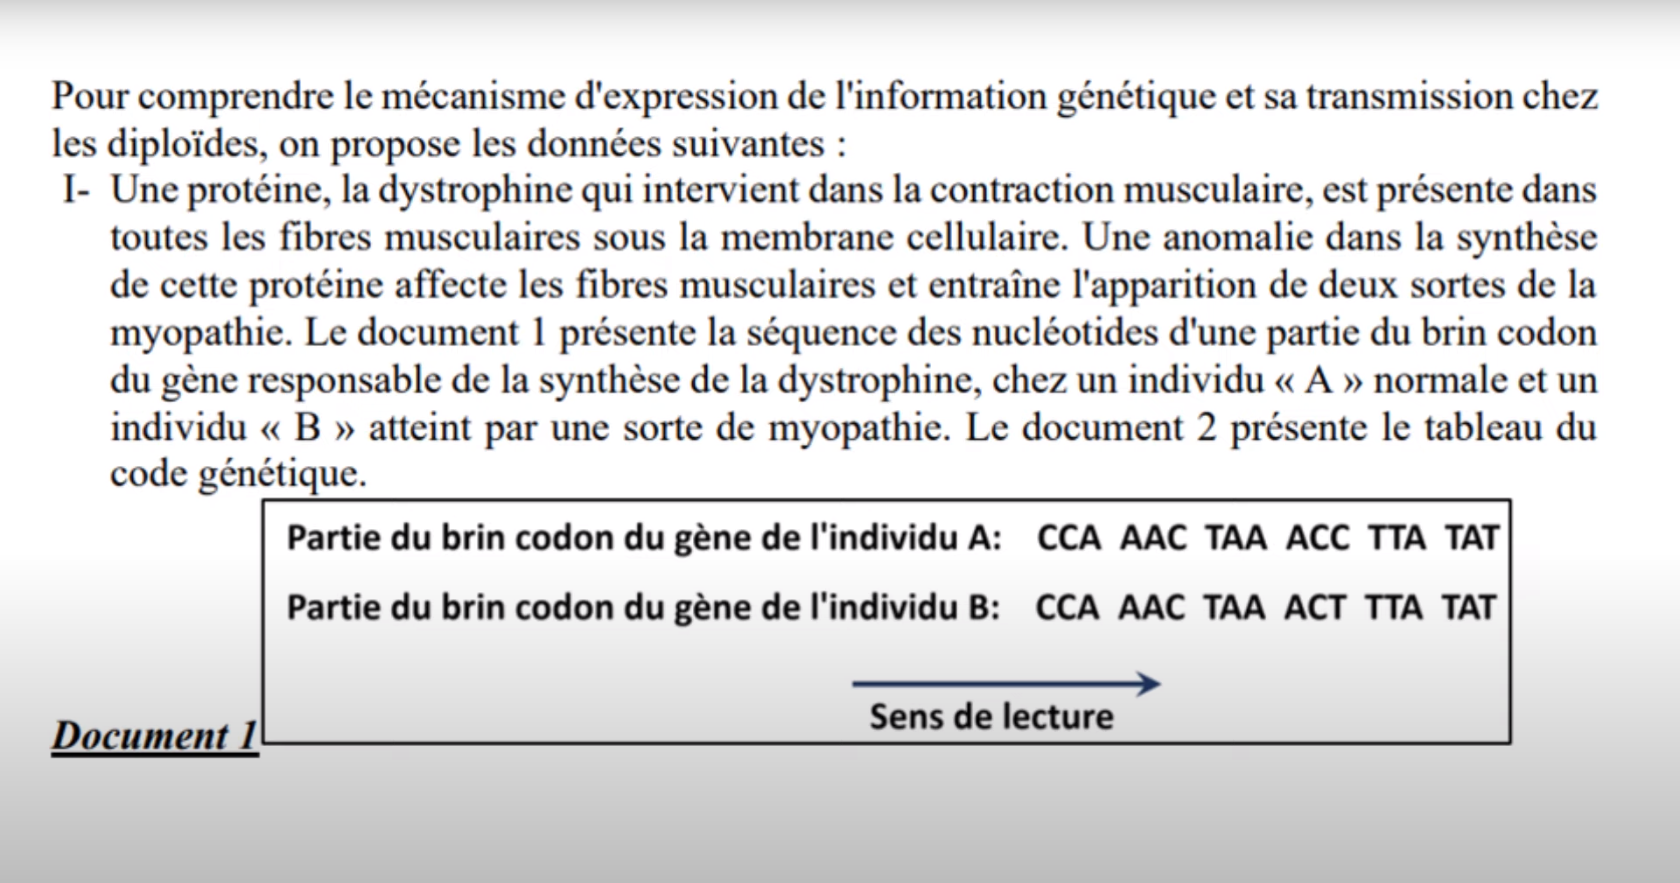 Pour comprendre le mécanisme d'expression de l'information génétique et sa transmission chez
les diploïdes, on propose les données suivantes :
I- Une protéine, la dystrophine qui intervient dans la contraction musculaire, est présente dans
toutes les fibres musculaires sous la membrane cellulaire. Une anomalie dans la synthèse
de cette protéine affecte les fibres musculaires et entraîne l'apparition de deux sortes de la
myopathie. Le document 1 présente la séquence des nucléotides d'une partie du brin codon
du gène responsable de la synthèse de la dystrophine, chez un individu « A » normale et un
individu « B » atteint par une sorte de myopathie. Le document 2 présente le tableau du
code génétique.
Partie du brin codon du gène de l'individu A: CCA AAC TAA ACC TTA TAT
Partie du brin codon du gène de l'individu B: CCA AAC TAA ACT TTA TAT
Sens de lecture
Document 1